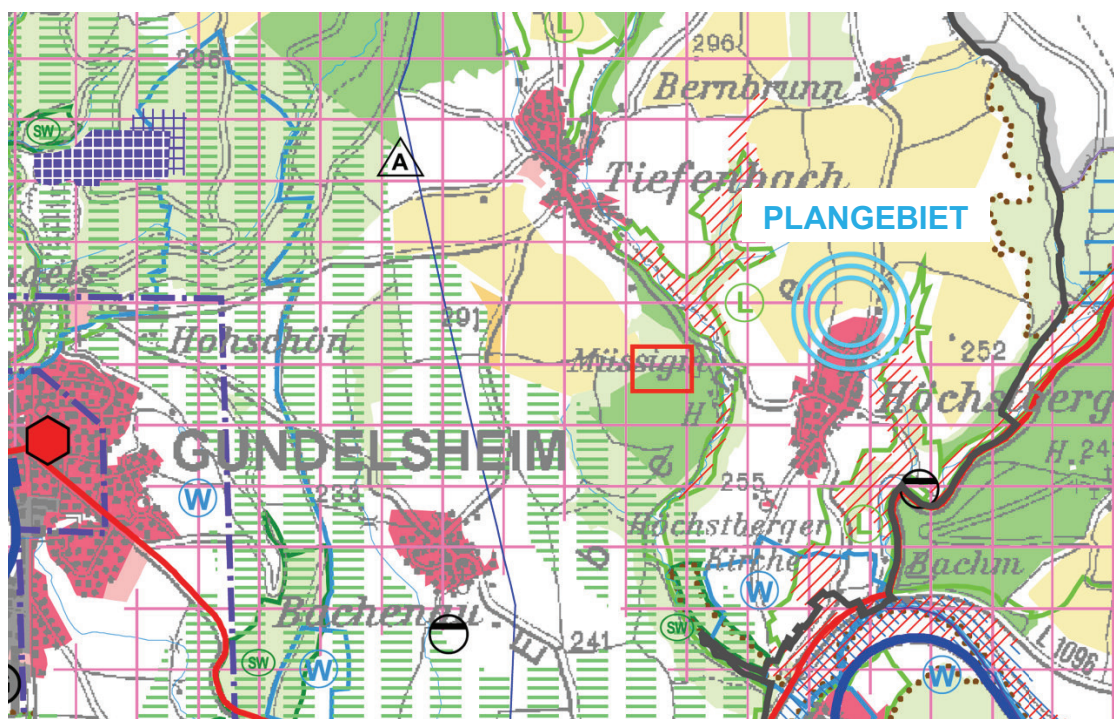 L
296
296
Bernbrunn
SW
A
Tiefenbach
PLANGEBIET
L
291
Hohschön
Müssigm
252
Höchstberg
H
H. 24
GUNDELSHEIM
W
233
255
L
Höchstberger
Kirche
Bachm
W
Bachenau
SW
241
SW
W
W
L 1096